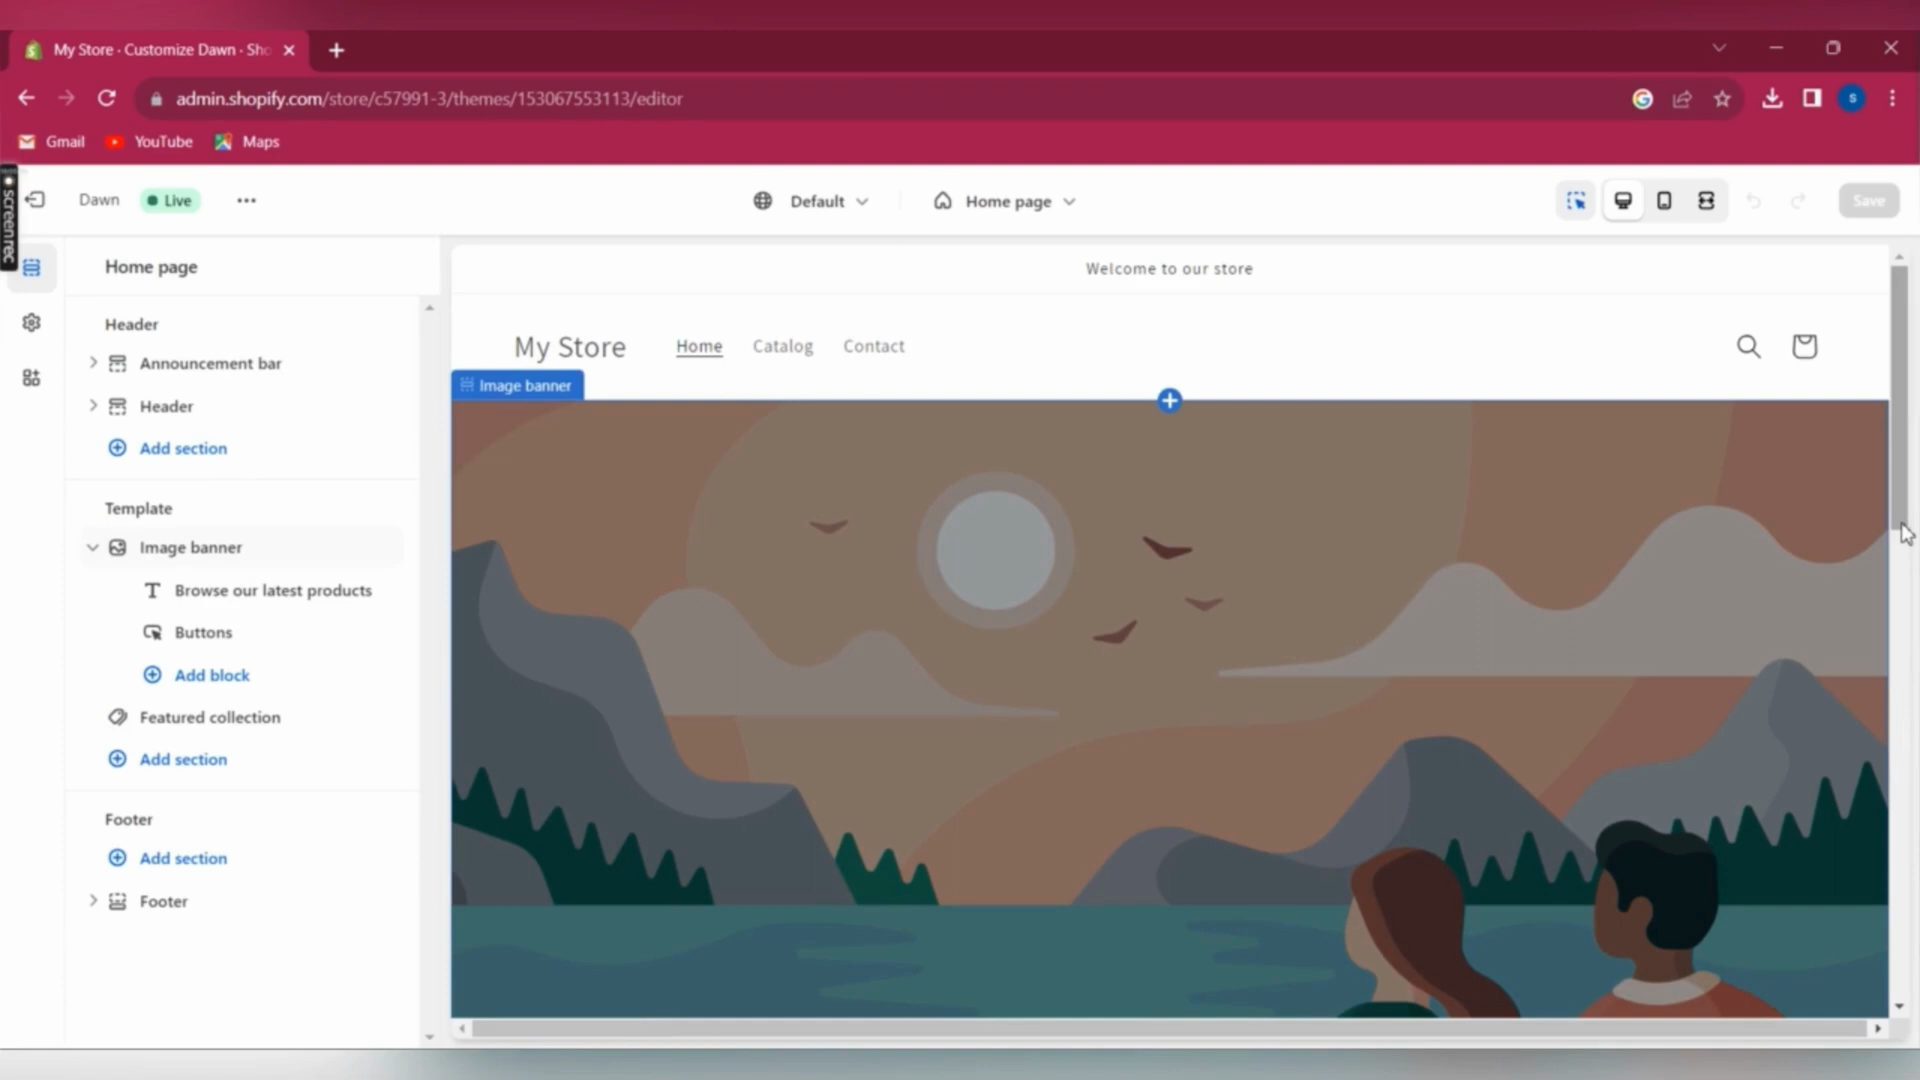 My Store · Customize Dawn · Sho
admin.shopify.com/store/c57991-3/themes/153067553113/editor
S
Gmail
YouTube
Maps
screenrec
Dawn
Live
Default
Home page
Save
Home page
Header
Announcement bar
Header
Add section
Template
Image banner
Browse our latest products
Buttons
Add block
Featured collection
Add section
Footer
Add section
Footer
Welcome to our store
My Store
Home
Catalog
Contact
Image banner